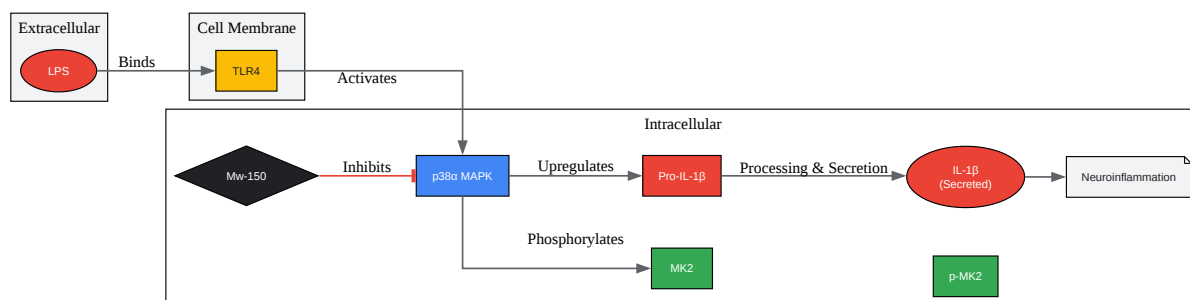 Extracellular
Cell Membrane
LPS
Binds
TLR4
Activates
Intracellular
Mw-150
Inhibits
p38α MAPK
Upregulates
Pro-IL-1β
Processing & Secretion
IL-1β
(Secreted)
Neuroinflammation
Phosphorylates
MK2
p-MK2